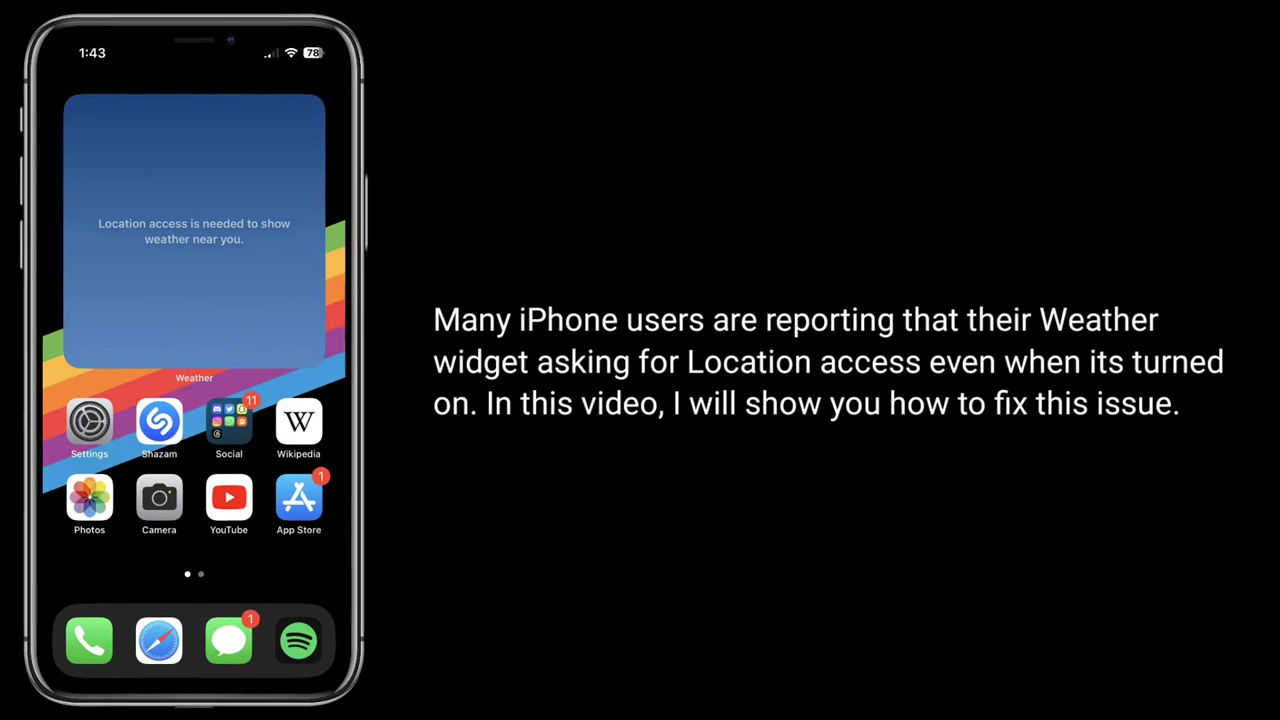 1:43
78
Location access is needed to show
weather near you.
Weather
11
W
Settings
Shazam
Social
Wikipedia
1
Photos
Camera
YouTube
App Store
1
Many iPhone users are reporting that their Weather
widget asking for Location access even when its turned
on. In this video, I will show you how to fix this issue.